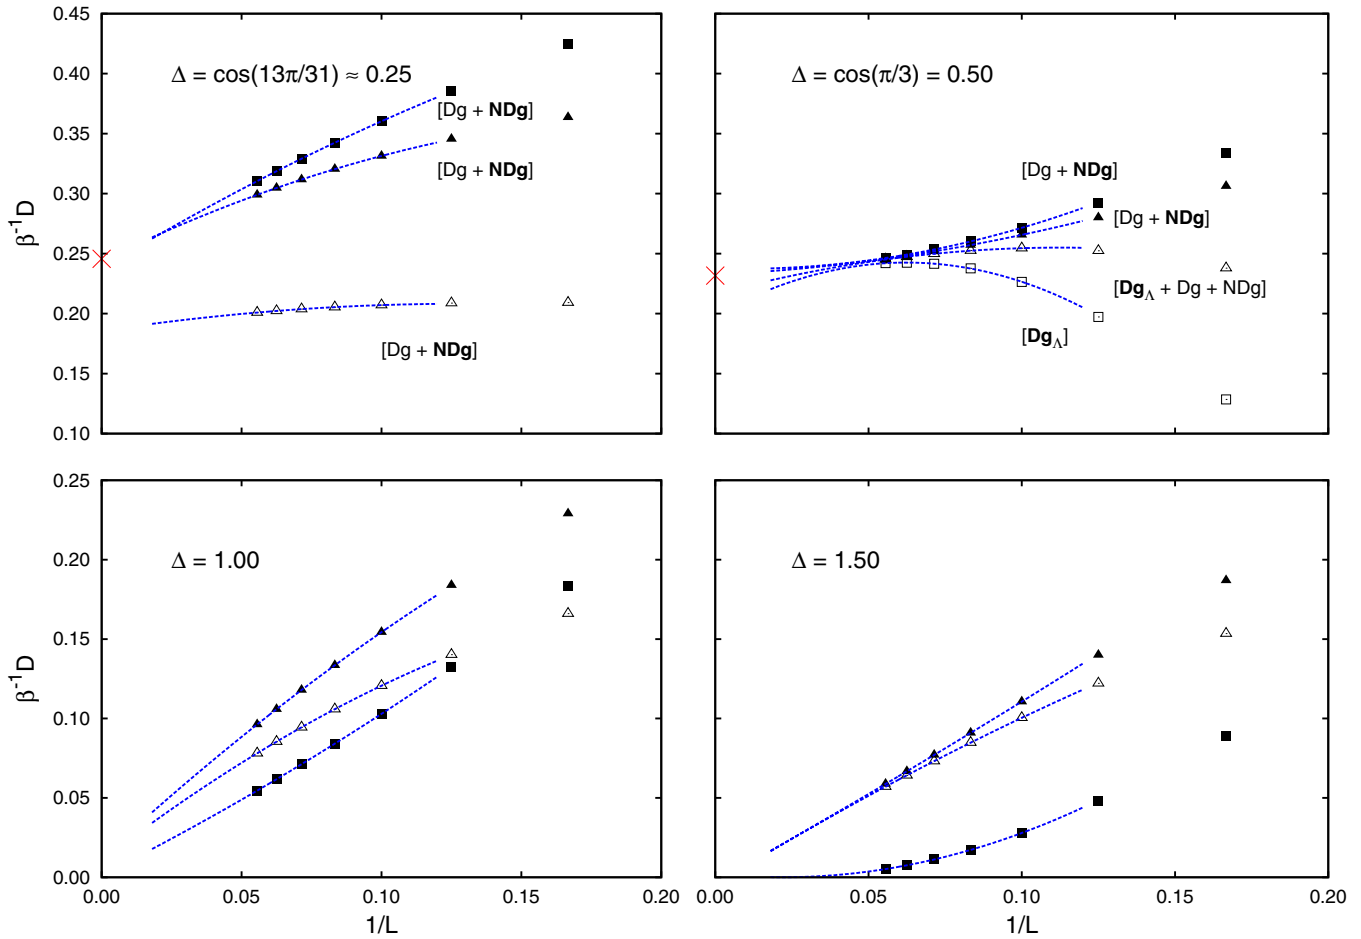 0.45
0.40
0.35
0.30
0.25
0.20
0.15
0.10
β⁻¹D
Δ = cos(13π/31) ≈ 0.25
[Dg + NDg]
[Dg + NDg]
[Dg + NDg]
Δ = cos(π/3) = 0.50
[Dg + NDg]
[Dg + NDg]
[Dg_Λ + Dg + NDg]
[Dg_Λ]
0.25
0.20
0.15
0.10
0.05
0.00
β⁻¹D
Δ = 1.00
0.00 0.05 0.10 0.15 0.20
1/L
Δ = 1.50
0.00 0.05 0.10 0.15 0.20
1/L